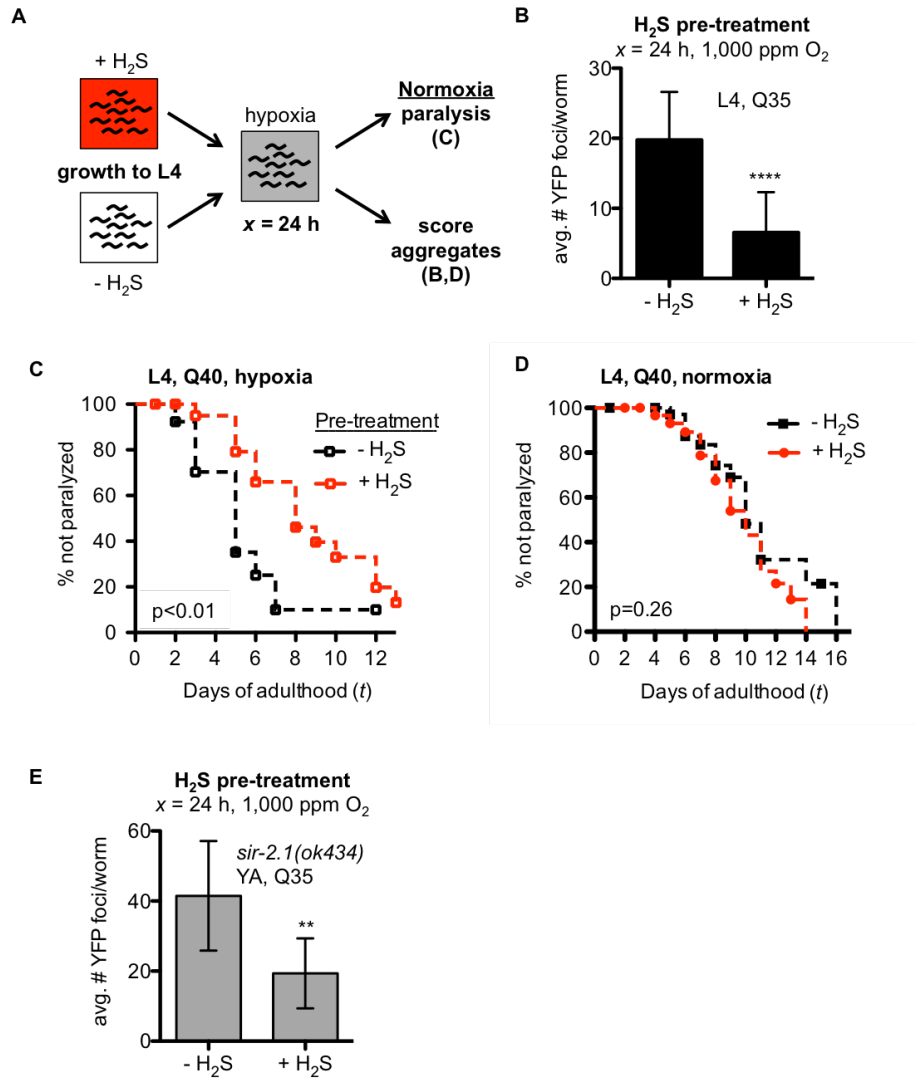 A
+ H2S
growth to L4
- H2S
hypoxia
x = 24 h
Normoxia
paralysis
(C)
score
aggregates
(B,D)
B
H2S pre-treatment
x = 24 h, 1,000 ppm O2
avg. # YFP foci/worm
30
20
10
0
L4, Q35
****
- H2S
+ H2S
C
L4, Q40, hypoxia
% not paralyzed
100
80
60
40
20
0
Pre-treatment
- H2S
+ H2S
p<0.01
0 2 4 6 8 10 12
Days of adulthood (t)
D
L4, Q40, normoxia
% not paralyzed
100
80
60
40
20
0
- H2S
+ H2S
p=0.26
0 2 4 6 8 10 12 14 16
Days of adulthood (t)
E
H2S pre-treatment
x = 24 h, 1,000 ppm O2
avg. # YFP foci/worm
60
40
20
0
sir-2.1(ok434)
YA, Q35
**
- H2S
+ H2S